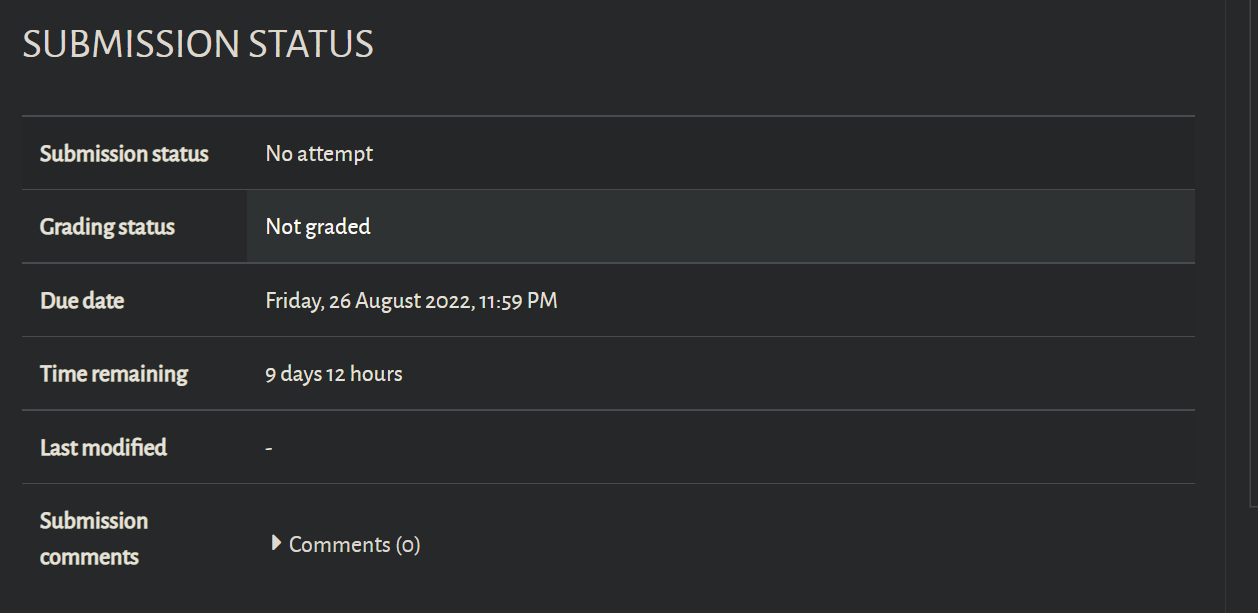 SUBMISSION STATUS
Submission status No attempt
Grading status Not graded
Due date Friday, 26 August 2022, 11:59 PM
Time remaining 9 days 12 hours
Last modified -
Submission
comments
Comments (0)